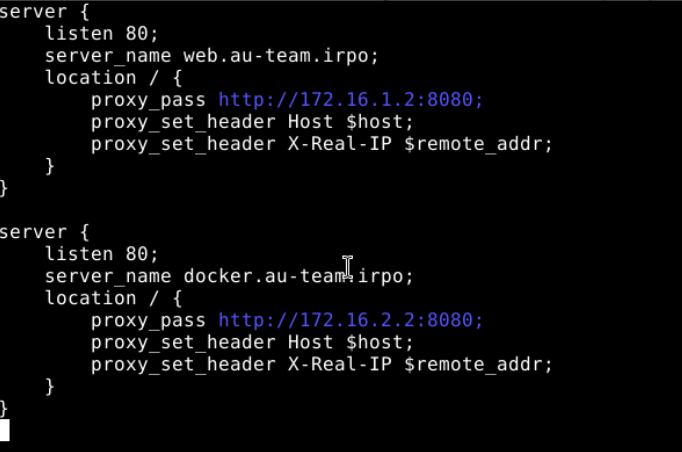 server {
    listen 80;
    server_name web.au-team.irpo;
    location / {
        proxy_pass http://172.16.1.2:8080;
        proxy_set_header Host $host;
        proxy_set_header X-Real-IP $remote_addr;
    }
}

server {
    listen 80;
    server_name docker.au-team.irpo;
    location / {
        proxy_pass http://172.16.2.2:8080;
        proxy_set_header Host $host;
        proxy_set_header X-Real-IP $remote_addr;
    }
}